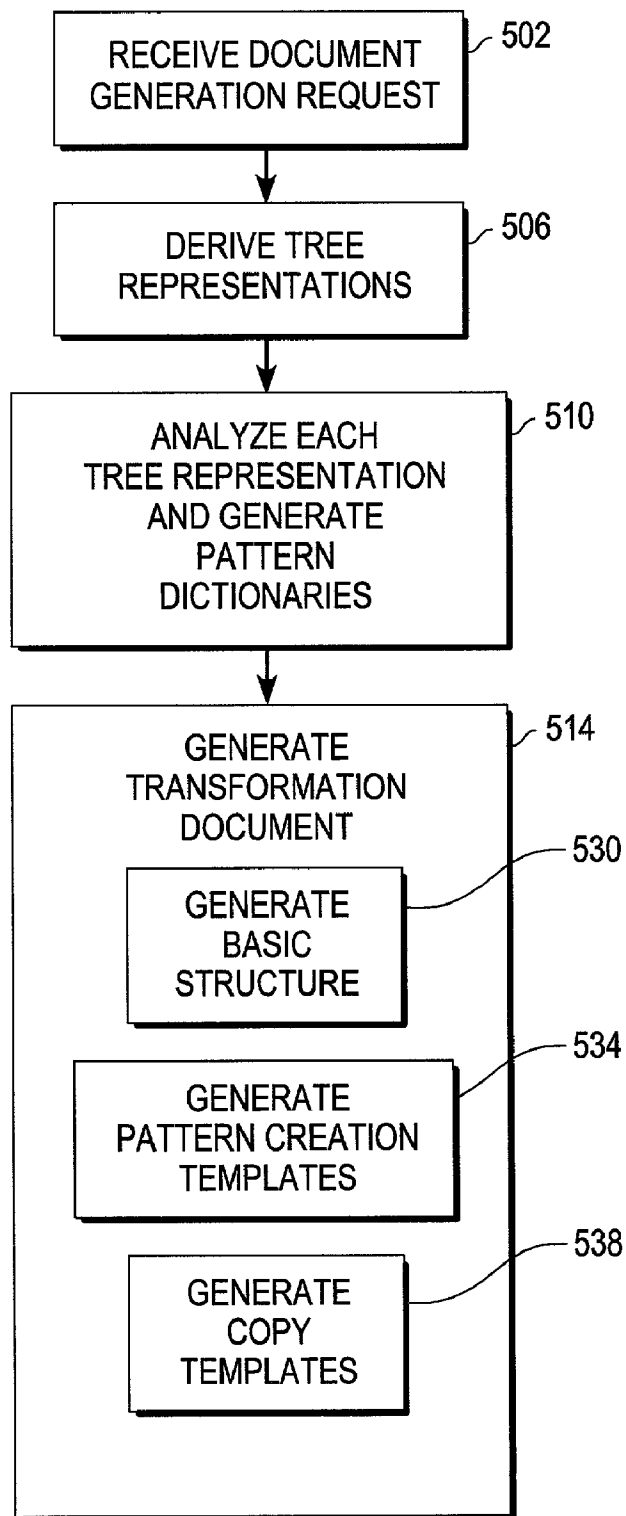 RECEIVE DOCUMENT
GENERATION REQUEST
502
DERIVE TREE
REPRESENTATIONS
506
ANALYZE EACH
TREE REPRESENTATION
AND GENERATE
PATTERN
DICTIONARIES
510
GENERATE
TRANSFORMATION
DOCUMENT
514
GENERATE
BASIC
STRUCTURE
530
GENERATE
PATTERN CREATION
TEMPLATES
534
GENERATE
COPY
TEMPLATES
538